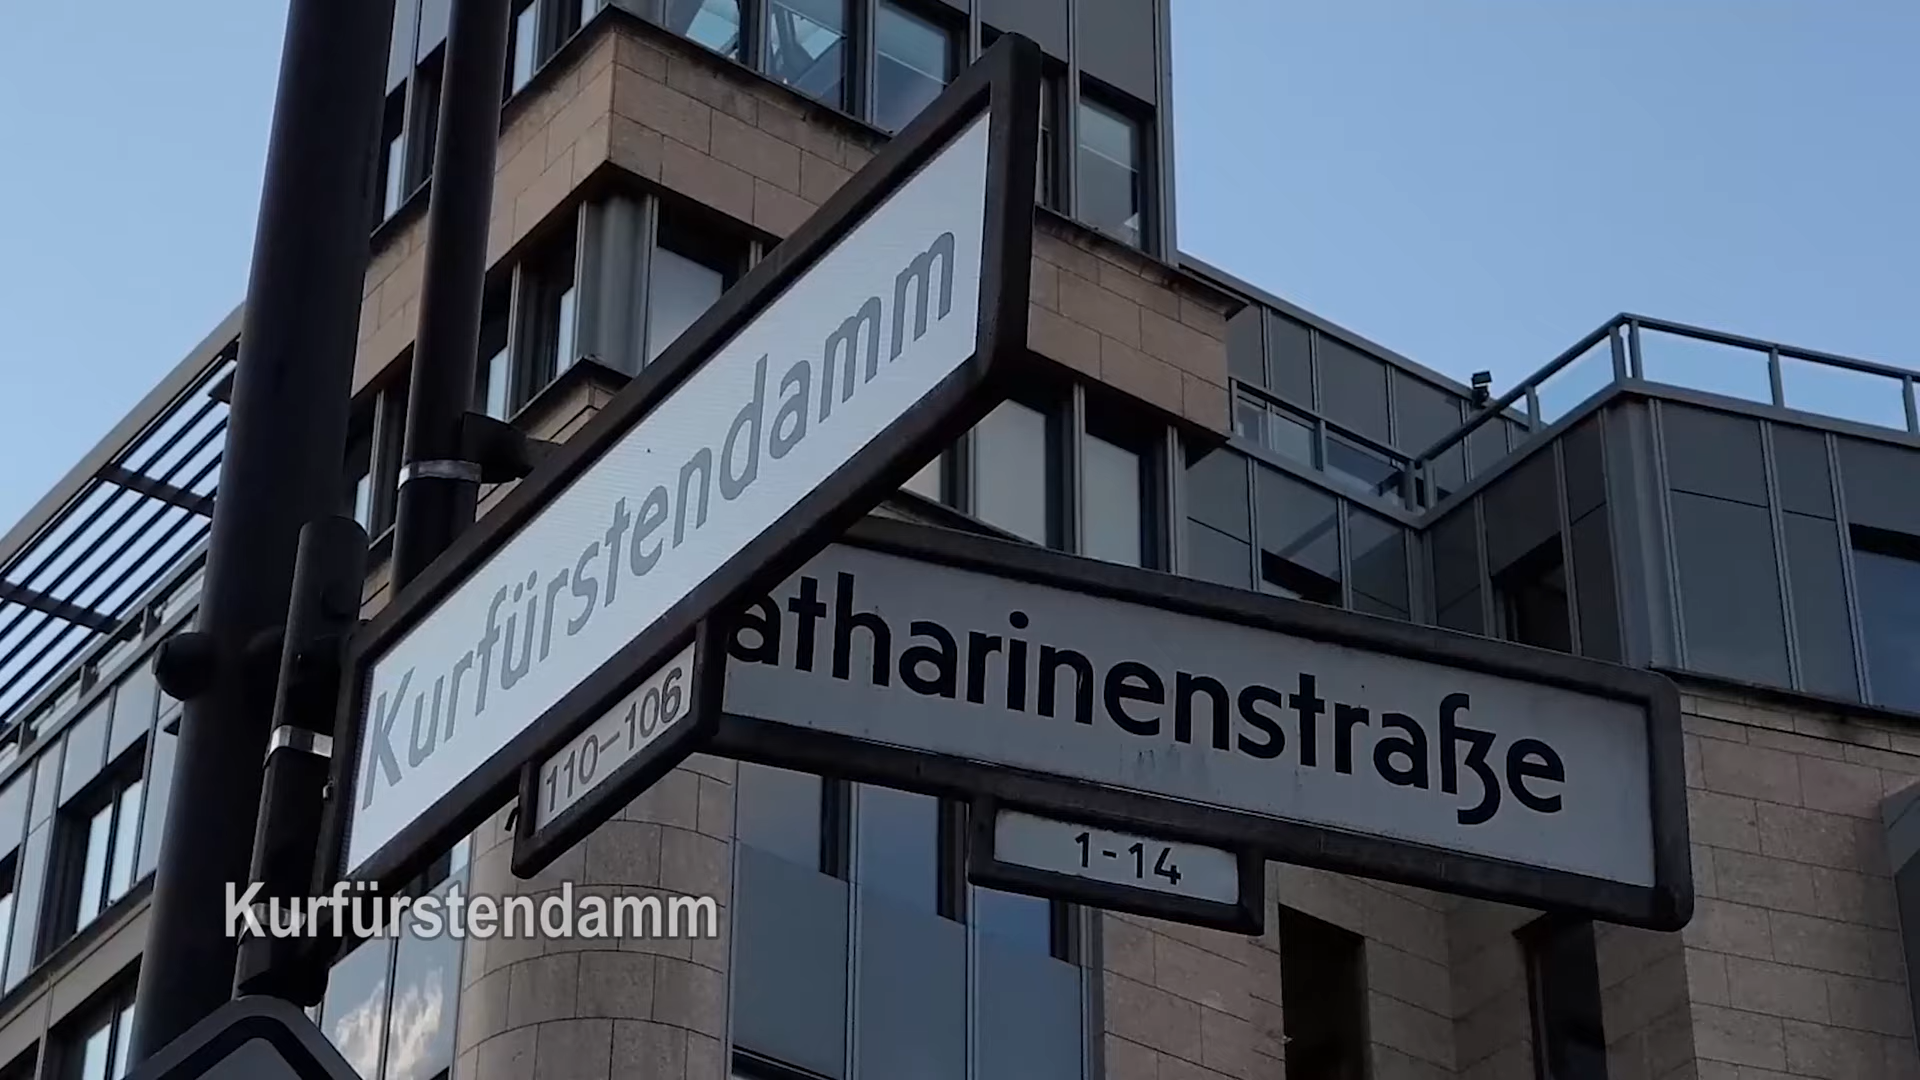 Kurfürstendamm
110–106
atharinenstraße
1-14
Kurfürstendamm